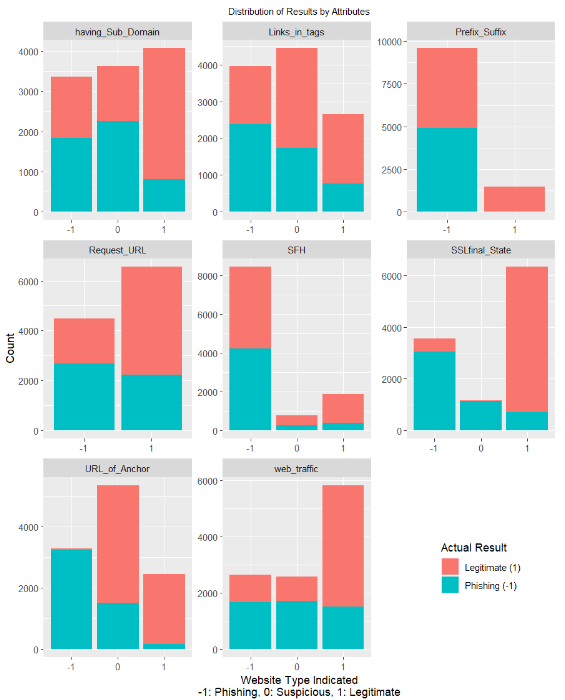 Distribution of Results by Attributes
having_Sub_Domain
Links_in_tags
Prefix_Suffix
4000
3000
2000
1000
0
-1 0 1
4000
3000
2000
1000
0
-1 0 1
10000
7500
5000
2500
0
-1 1
Request_URL
SFH
SSLfinal_State
6000
4000
2000
0
-1 1
8000
6000
4000
2000
0
-1 0 1
6000
4000
2000
0
-1 0 1
URL_of_Anchor
web_traffic
4000
2000
0
-1 0 1
6000
4000
2000
0
-1 0 1
Count
Actual Result
Legitimate (1)
Phishing (-1)
Website Type Indicated
-1: Phishing, 0: Suspicious, 1: Legitimate